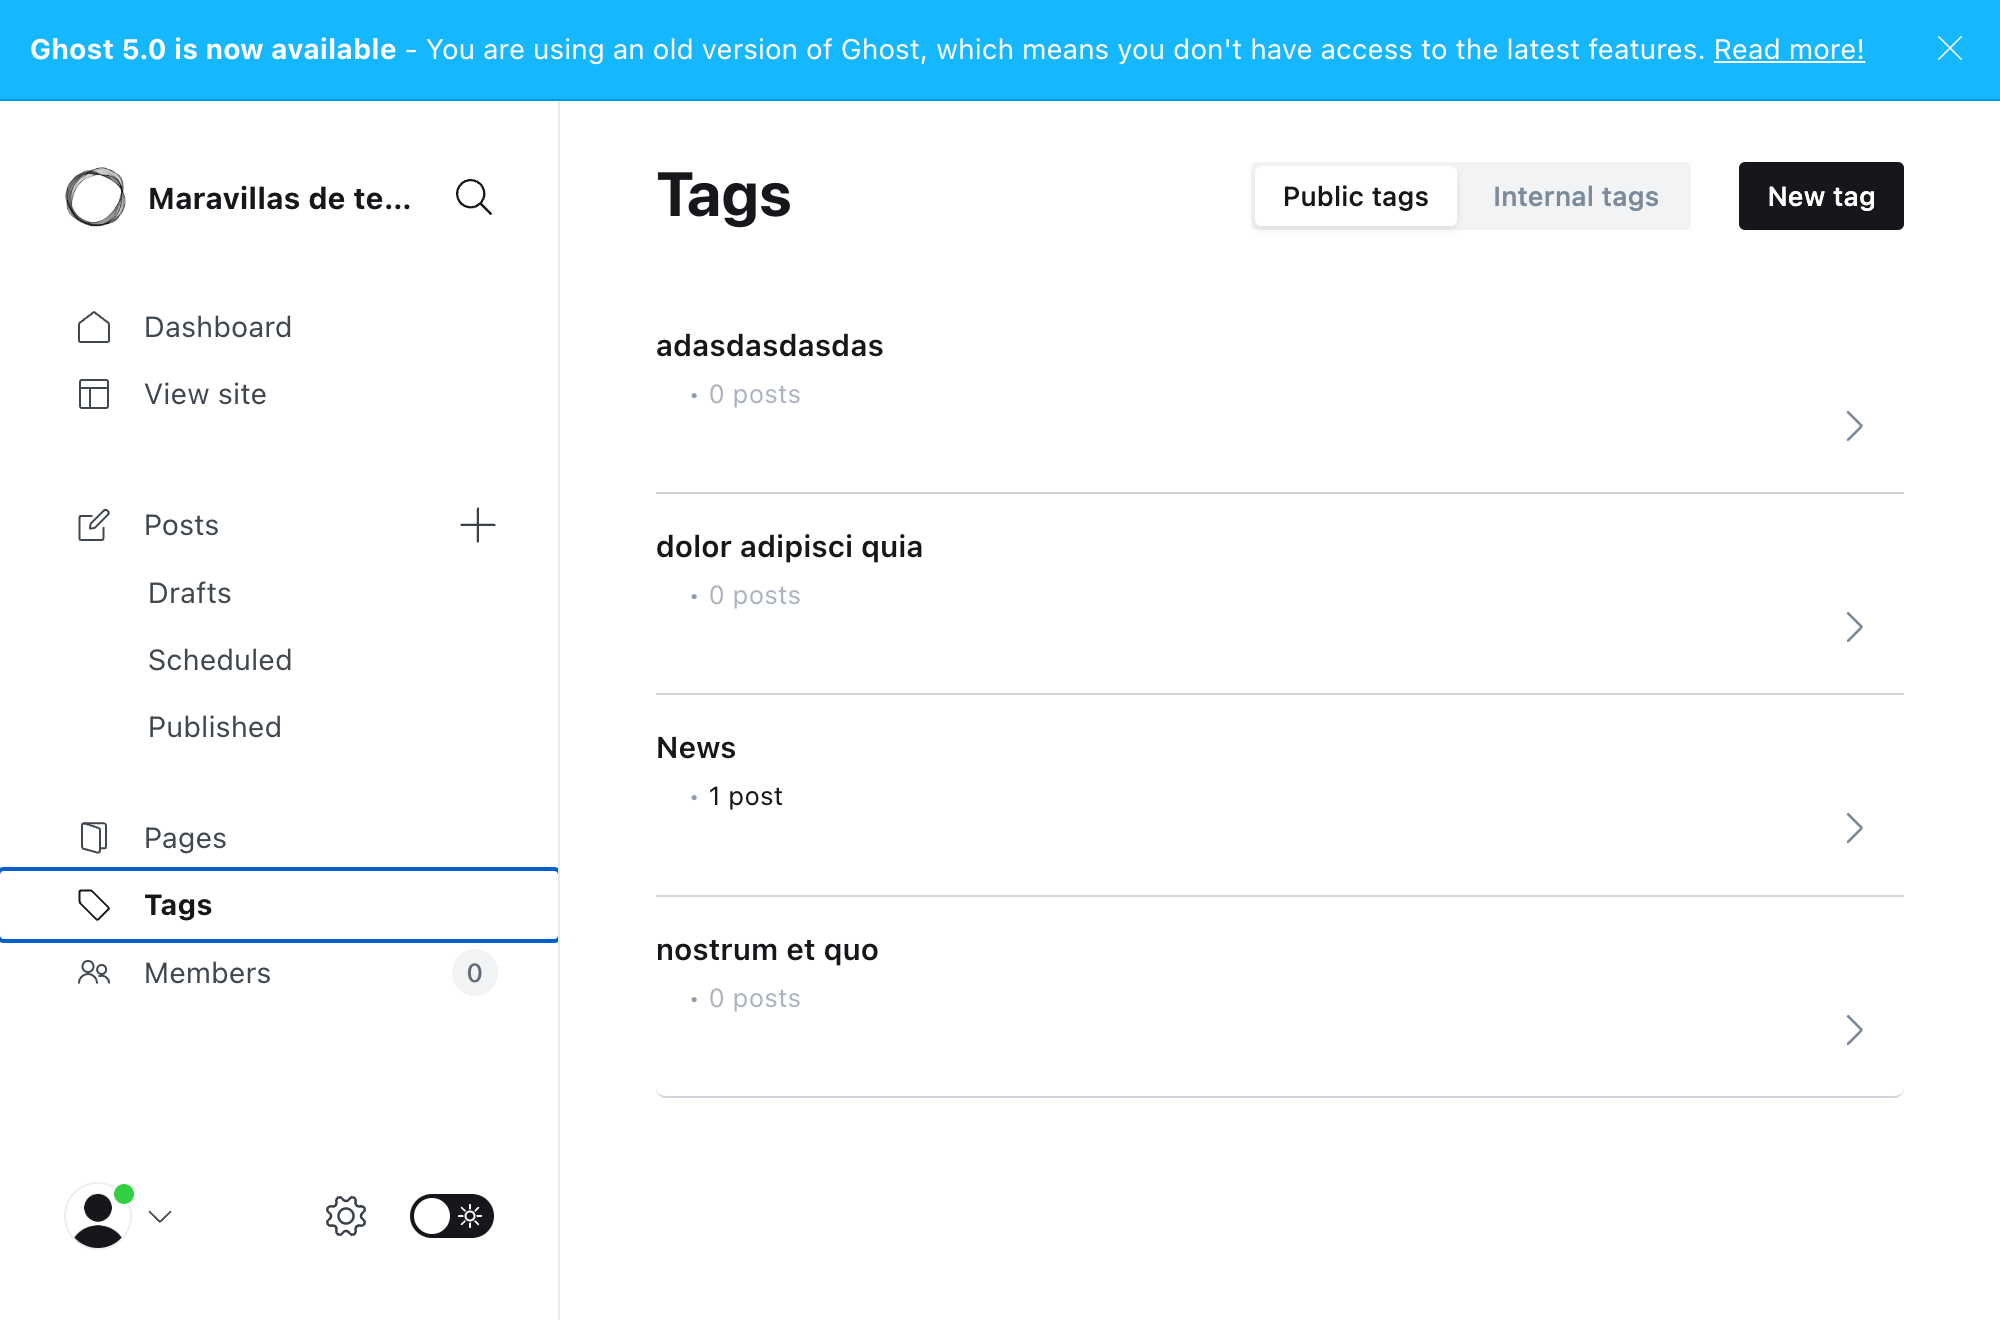 Ghost 5.0 is now available - You are using an old version of Ghost, which means you don't have access to the latest features. Read more!
Maravillas de te...
Dashboard
View site
Posts
Drafts
Scheduled
Published
Pages
Tags
Members 0
Tags
Public tags Internal tags New tag
adasdasdasdas
• 0 posts
dolor adipisci quia
• 0 posts
News
• 1 post
nostrum et quo
• 0 posts